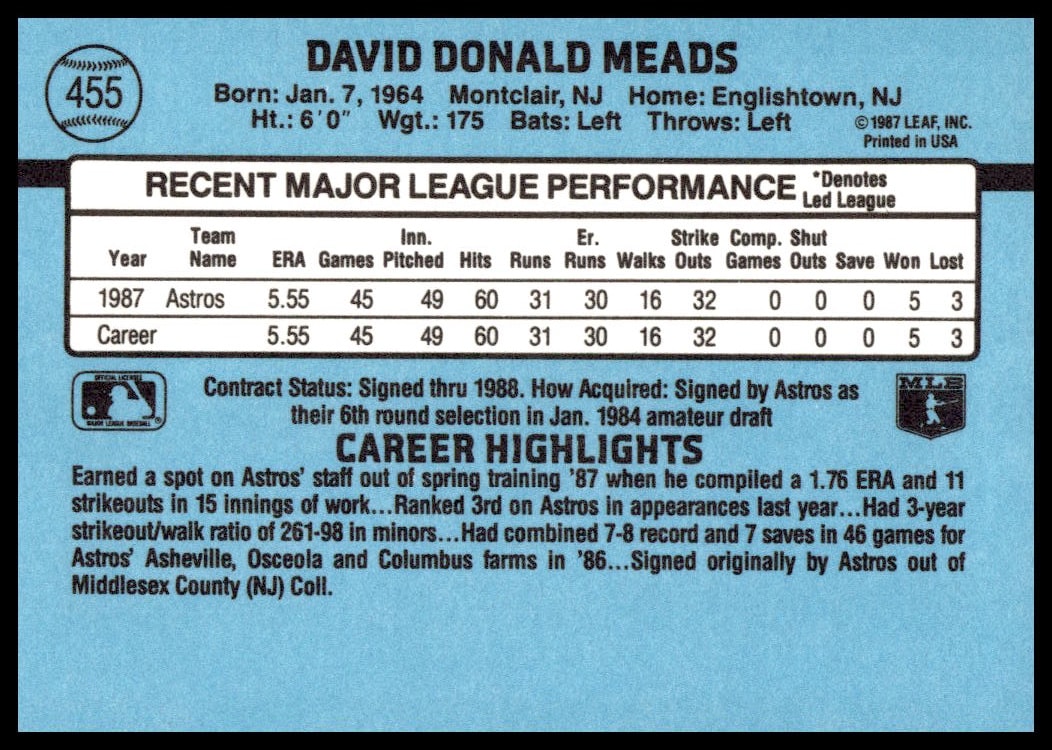 455
DAVID DONALD MEADS
Born: Jan. 7, 1964 Montclair, NJ Home: Englishtown, NJ
Ht.: 6'0" Wgt.: 175 Bats: Left Throws: Left
©1987 LEAF, INC.
Printed in USA
RECENT MAJOR LEAGUE PERFORMANCE *Denotes Led League
Year Team Name ERA Games Inn. Pitched Hits Runs Er. Runs Walks Strike Outs Comp. Games Shut Outs Save Won Lost
1987 Astros 5.55 45 49 60 31 30 16 32 0 0 0 5 3
Career 5.55 45 49 60 31 30 16 32 0 0 0 5 3
OFFICIAL LICENSEE
MAJOR LEAGUE BASEBALL
®
Contract Status: Signed thru 1988. How Acquired: Signed by Astros as
their 6th round selection in Jan. 1984 amateur draft
MLB
CAREER HIGHLIGHTS
Earned a spot on Astros' staff out of spring training '87 when he compiled a 1.76 ERA and 11
strikeouts in 15 innings of work...Ranked 3rd on Astros in appearances last year...Had 3-year
strikeout/walk ratio of 261-98 in minors...Had combined 7-8 record and 7 saves in 46 games for
Astros' Asheville, Osceola and Columbus farms in '86...Signed originally by Astros out of
Middlesex County (NJ) Coll.